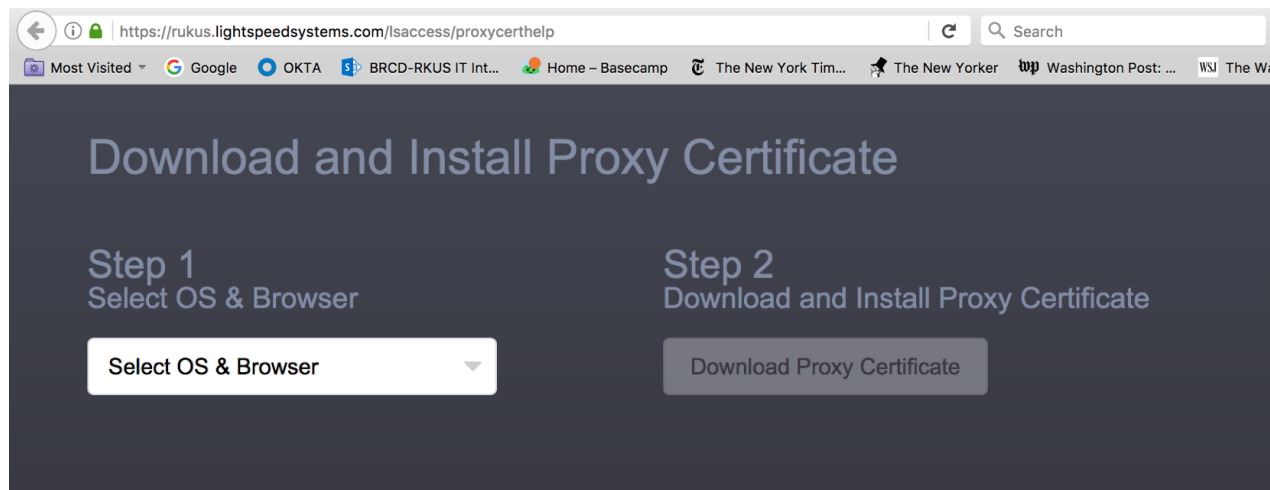 https://rukus.lightspeedsystems.com/lsaccess/proxycerthelp
Search
Most Visited Google OKTA BRCD-RKUS IT Int... Home – Basecamp The New York Tim... The New Yorker Washington Post: ... WSJ The Wa
Download and Install Proxy Certificate
Step 1
Select OS & Browser
Select OS & Browser
Step 2
Download and Install Proxy Certificate
Download Proxy Certificate